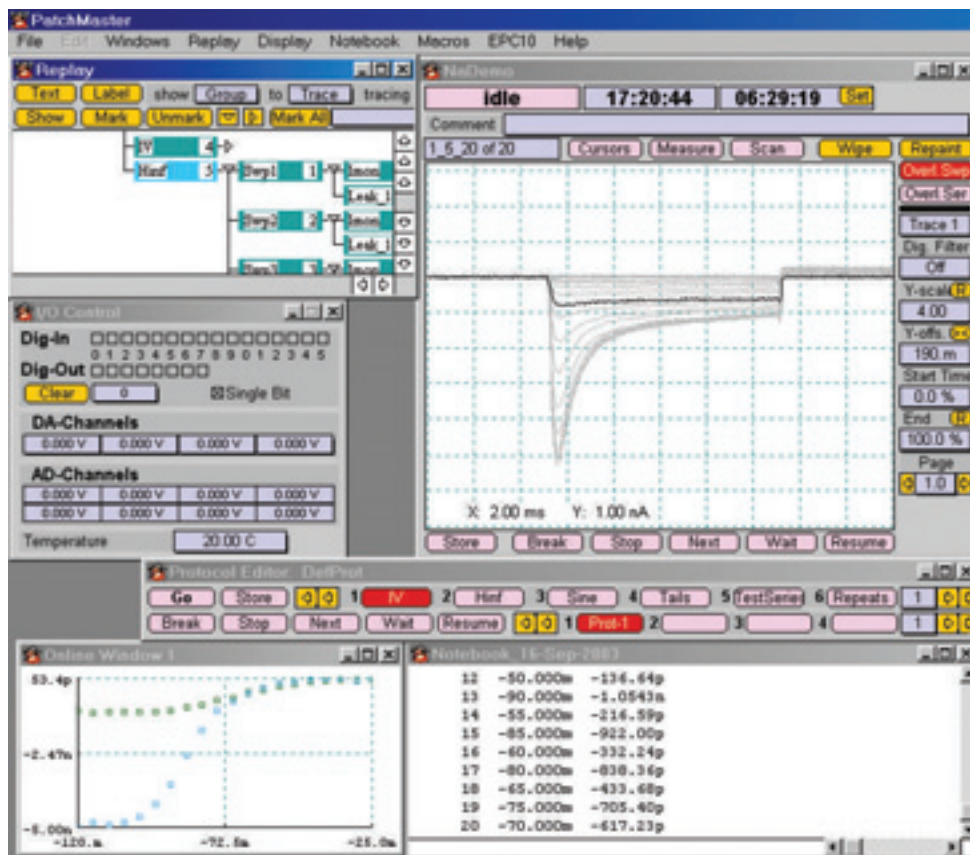 PatchMaster
File Edit Windows Replay Display Notebook Macros EPC10 Help
Replay
Text Label show Group to Trace tracing
Show Mark Unmark Mark All
IV 4
Hinf 5 Swp1 1 Imon
Leak_1
Swp2 2 Imon
Leak_1
Swp3 3 Imon
I/O Control
Dig-In
0 1 2 3 4 5 6 7 8 9 0 1 2 3 4 5
Dig-Out
Clear 0 Single Bit
DA-Channels
0.000 V 0.000 V 0.000 V 0.000 V
AD-Channels
0.000 V 0.000 V 0.000 V 0.000 V
0.000 V 0.000 V 0.000 V 0.000 V
Temperature 20.00 C
NaDemo
idle 17:20:44 06:29:19 Set
Comment
1_5_20 of 20 Cursors Measure Scan Wipe Repaint
Overl.Swp
Overl.Ser
Trace 1
Dig. Filter
Off
Y-scale
4.00
Y-offs.
190.m
Start Time
0.0 %
End
100.0 %
Page
1.0
X: 2.00 ms Y: 1.00 nA
Store Break Stop Next Wait Resume
Protocol Editor: DefProt
Go Store 1 IV 2 Hinf 3 Sine 4 Tails 5 TestSeries 6 Repeats 1
Break Stop Next Wait Resume 1 Prot-1 2 3 4 1
Online Window 1
53.4p
-2.47n
-5.00n
-120.m -72.5m -25.0m
Notebook 16-Sep-2003
12 -50.000m -136.64p
13 -90.000m -1.0543n
14 -55.000m -216.59p
15 -85.000m -922.00p
16 -60.000m -332.24p
17 -80.000m -838.36p
18 -65.000m -433.68p
19 -75.000m -705.40p
20 -70.000m -617.23p